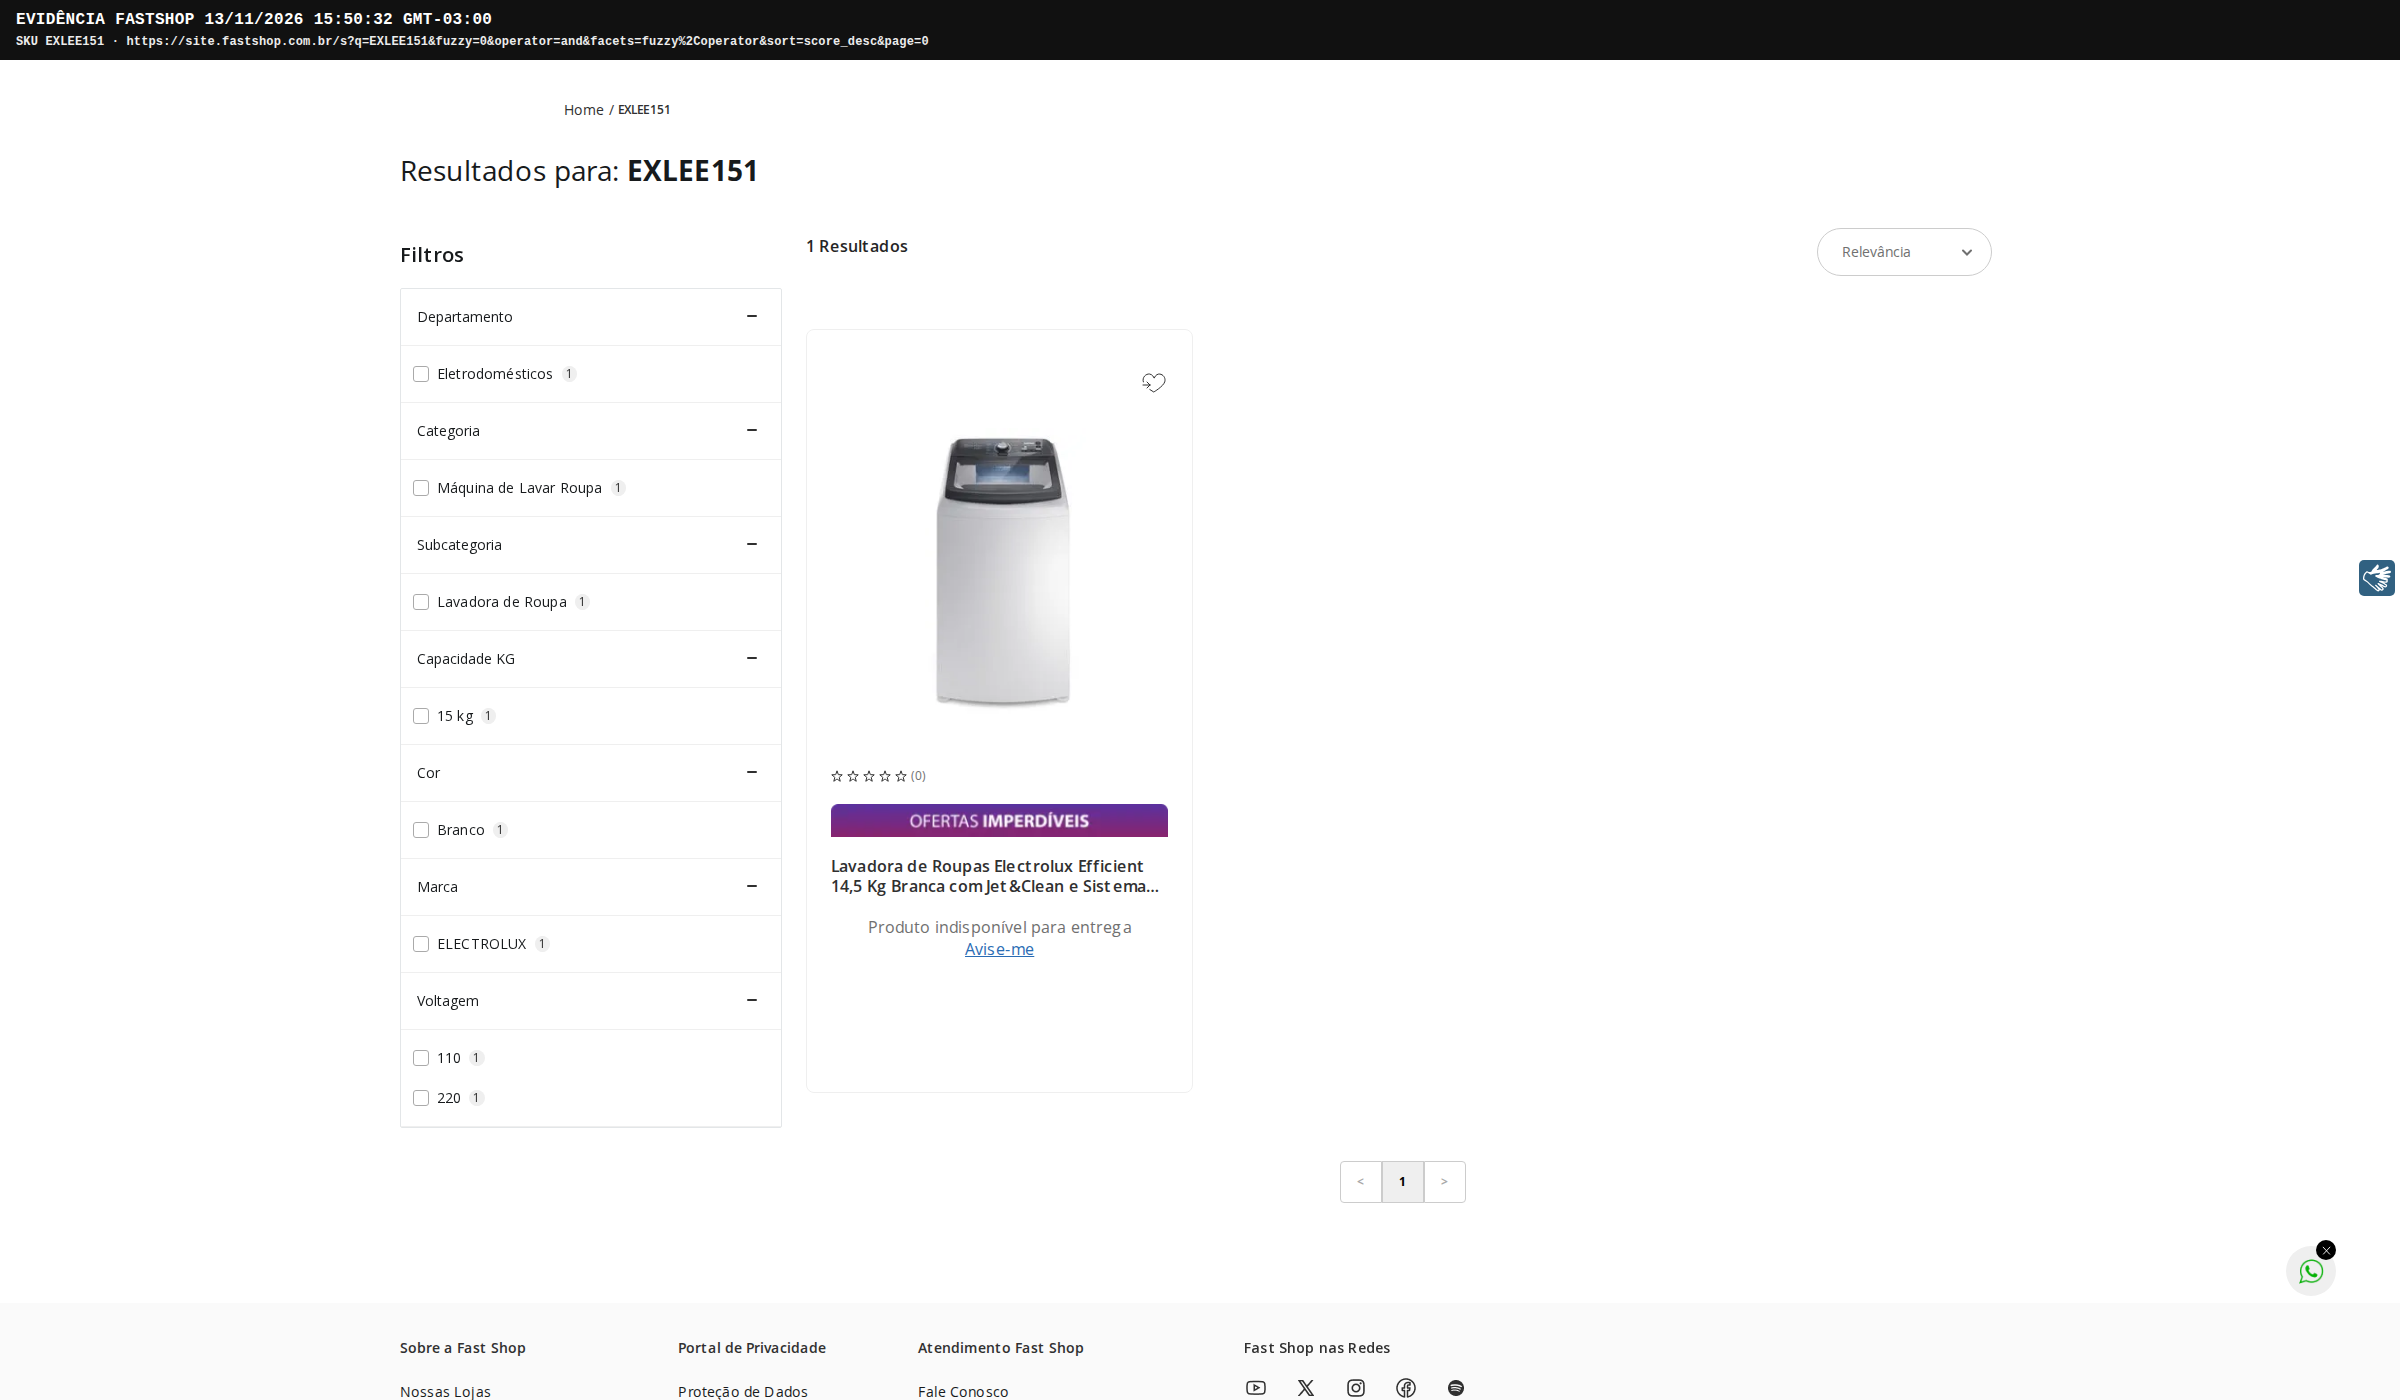 EVIDÊNCIA FASTSHOP 13/11/2026 15:50:32 GMT-03:00
SKU EXLEE151 · https://site.fastshop.com.br/s?q=EXLEE151&fuzzy=0&operator=and&facets=fuzzy%2Coperator&sort=score_desc&page=0
Home / EXLEE151
Resultados para: EXLEE151
Filtros
1 Resultados
Relevância
Departamento
Eletrodomésticos 1
Categoria
Máquina de Lavar Roupa 1
Subcategoria
Lavadora de Roupa 1
Capacidade KG
15 kg 1
Cor
Branco 1
Marca
ELECTROLUX 1
Voltagem
110 1
220 1
(0)
OFERTAS IMPERDÍVEIS
Lavadora de Roupas Electrolux Efficient
14,5 Kg Branca com Jet&Clean e Sistema...
Produto indisponível para entrega
Avise-me
< 1 >
Sobre a Fast Shop
Portal de Privacidade
Atendimento Fast Shop
Fast Shop nas Redes
Nossas Lojas
Proteção de Dados
Fale Conosco